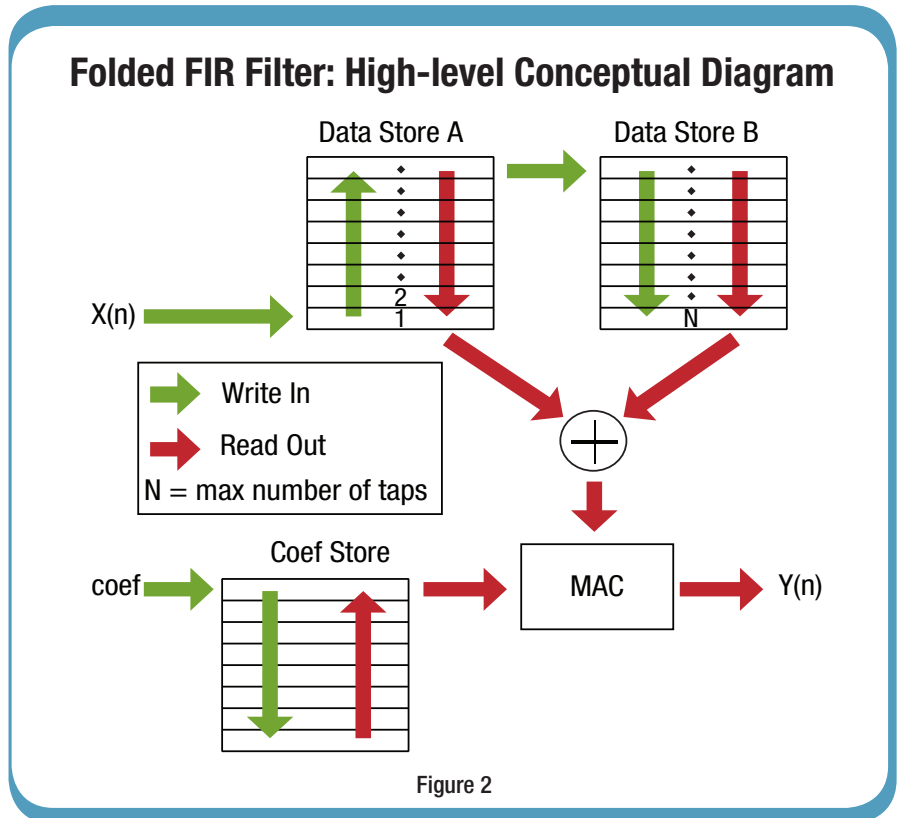 Folded FIR Filter: High-level Conceptual Diagram
Data Store A
Data Store B
2
1
N
X(n)
Write In
Read Out
N = max number of taps
Coef Store
coef
MAC
Y(n)
Figure 2